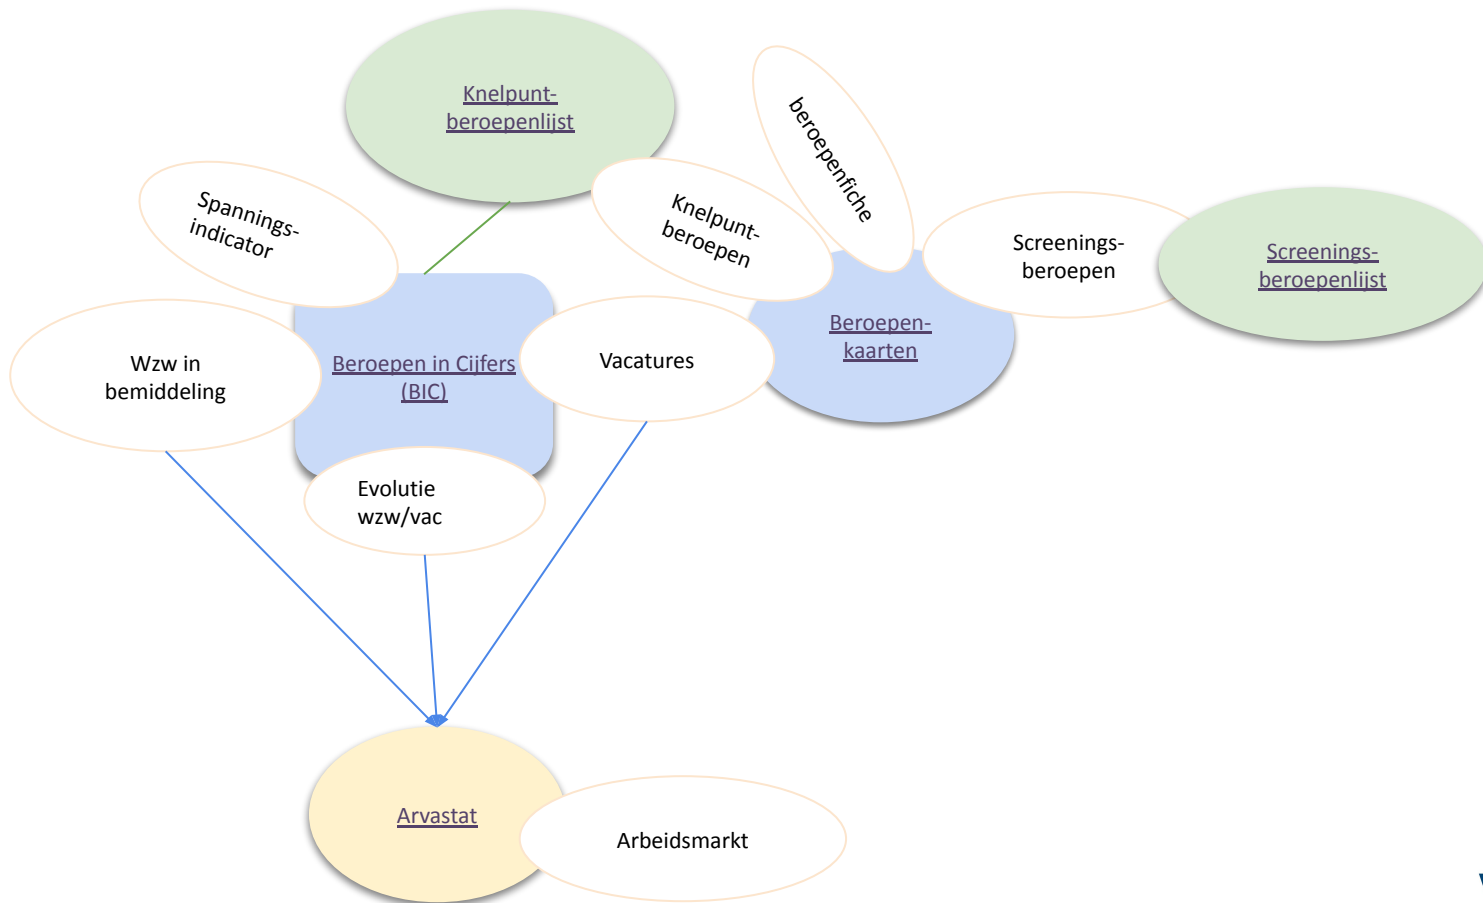 Knelpunt-
beroepenlijst
beroepenfiche
Spannings-
indicator
Knelpunt-
beroepen
Screenings-
beroepen
Screenings-
beroepenlijst
Wzw in
bemiddeling
Beroepen in Cijfers
(BIC)
Vacatures
Beroepen-
kaarten
Evolutie
wzw/vac
Arvastat
Arbeidsmarkt